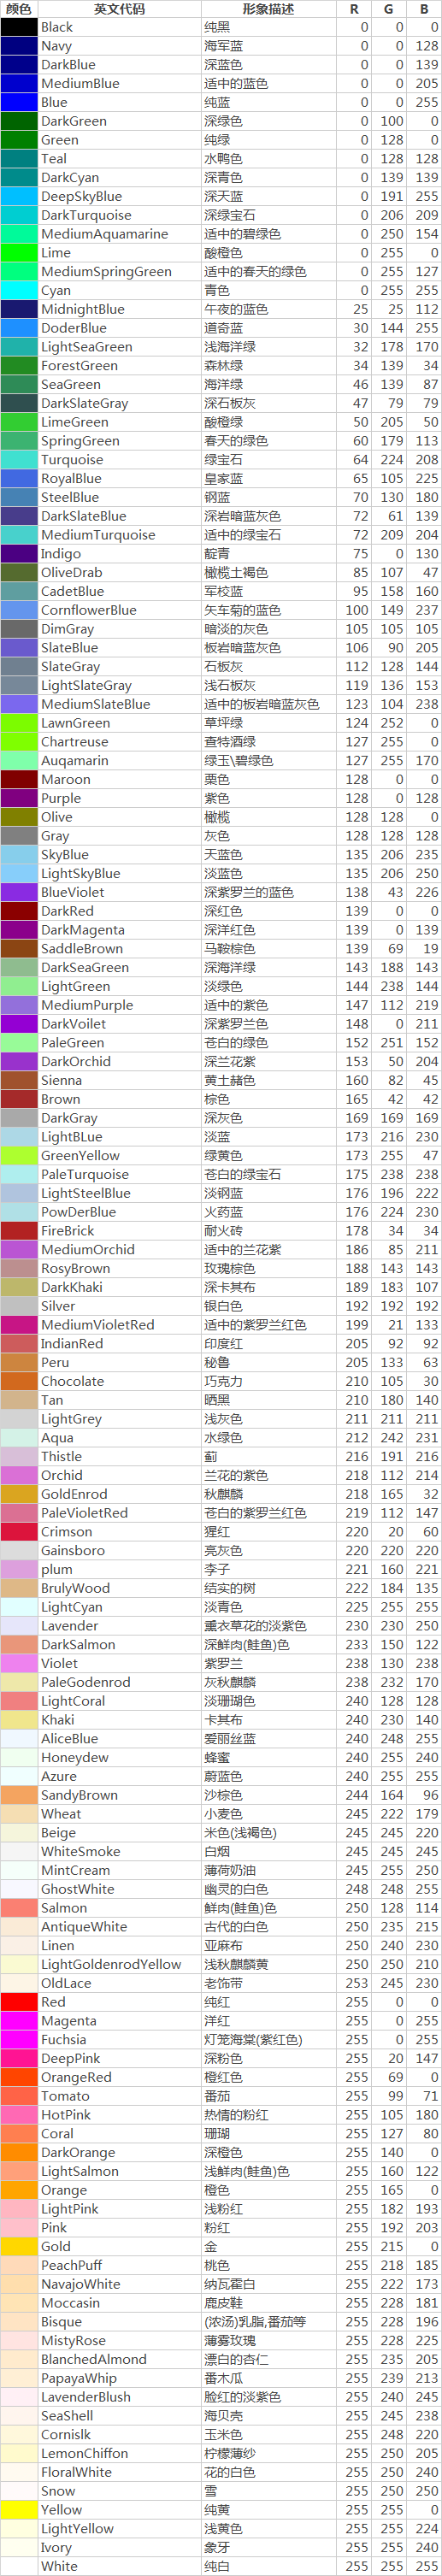 颜色 英文代码 形象描述 R G B
Black 纯黑 0 0 0
Navy 海军蓝 0 0 128
DarkBlue 深蓝色 0 0 139
MediumBlue 适中的蓝色 0 0 205
Blue 纯蓝 0 0 255
DarkGreen 深绿色 0 100 0
Green 纯绿 0 128 0
Teal 水鸭色 0 128 128
DarkCyan 深青色 0 139 139
DeepSkyBlue 深天蓝 0 191 255
DarkTurquoise 深绿宝石 0 206 209
MediumAquamarine 适中的碧绿色 0 250 154
Lime 酸橙色 0 255 0
MediumSpringGreen 适中的春天的绿色 0 255 127
Cyan 青色 0 255 255
MidnightBlue 午夜的蓝色 25 25 112
DoderBlue 道奇蓝 30 144 255
LightSeaGreen 浅海洋绿 32 178 170
ForestGreen 森林绿 34 139 34
SeaGreen 海洋绿 46 139 87
DarkSlateGray 深石板灰 47 79 79
LimeGreen 酸橙绿 50 205 50
SpringGreen 春天的绿色 60 179 113
Turquoise 绿宝石 64 224 208
RoyalBlue 皇家蓝 65 105 225
SteelBlue 钢蓝 70 130 180
DarkSlateBlue 深岩暗蓝灰色 72 61 139
MediumTurquoise 适中的绿宝石 72 209 204
Indigo 靛青 75 0 130
OliveDrab 橄榄土褐色 85 107 47
CadetBlue 军校蓝 95 158 160
CornflowerBlue 矢车菊的蓝色 100 149 237
DimGray 暗淡的灰色 105 105 105
SlateBlue 板岩暗蓝灰色 106 90 205
SlateGray 石板灰 112 128 144
LightSlateGray 浅石板灰 119 136 153
MediumSlateBlue 适中的板岩暗蓝灰色 123 104 238
LawnGreen 草坪绿 124 252 0
Chartreuse 查特酒绿 127 255 0
Auqamarin 绿玉\碧绿色 127 255 170
Maroon 栗色 128 0 0
Purple 紫色 128 0 128
Olive 橄榄 128 128 0
Gray 灰色 128 128 128
SkyBlue 天蓝色 135 206 235
LightSkyBlue 淡蓝色 135 206 250
BlueViolet 深紫罗兰的蓝色 138 43 226
DarkRed 深红色 139 0 0
DarkMagenta 深洋红色 139 0 139
SaddleBrown 马鞍棕色 139 69 19
DarkSeaGreen 深海洋绿 143 188 143
LightGreen 淡绿色 144 238 144
MediumPurple 适中的紫色 147 112 219
DarkVoilet 深紫罗兰色 148 0 211
PaleGreen 苍白的绿色 152 251 152
DarkOrchid 深兰花紫 153 50 204
Sienna 黄土赭色 160 82 45
Brown 棕色 165 42 42
DarkGray 深灰色 169 169 169
LightBLue 淡蓝 173 216 230
GreenYellow 绿黄色 173 255 47
PaleTurquoise 苍白的绿宝石 175 238 238
LightSteelBlue 淡钢蓝 176 196 222
PowDerBlue 火药蓝 176 224 230
FireBrick 耐火砖 178 34 34
MediumOrchid 适中的兰花紫 186 85 211
RosyBrown 玫瑰棕色 188 143 143
DarkKhaki 深卡其布 189 183 107
Silver 银白色 192 192 192
MediumVioletRed 适中的紫罗兰红色 199 21 133
IndianRed 印度红 205 92 92
Peru 秘鲁 205 133 63
Chocolate 巧克力 210 105 30
Tan 晒黑 210 180 140
LightGrey 浅灰色 211 211 211
Aqua 水绿色 212 242 231
Thistle 蓟 216 191 216
Orchid 兰花的紫色 218 112 214
GoldEnrod 秋麒麟 218 165 32
PaleVioletRed 苍白的紫罗兰红色 219 112 147
Crimson 猩红 220 20 60
Gainsboro 亮灰色 220 220 220
plum 李子 221 160 221
BrulyWood 结实的树 222 184 135
LightCyan 淡青色 225 255 255
Lavender 薰衣草花的淡紫色 230 230 250
DarkSalmon 深鲜肉(鲑鱼)色 233 150 122
Violet 紫罗兰 238 130 238
PaleGodenrod 灰秋麒麟 238 232 170
LightCoral 淡珊瑚色 240 128 128
Khaki 卡其布 240 230 140
AliceBlue 爱丽丝蓝 240 248 255
Honeydew 蜂蜜 240 255 240
Azure 蔚蓝色 240 255 255
SandyBrown 沙棕色 244 164 96
Wheat 小麦色 245 222 179
Beige 米色(浅褐色) 245 245 220
WhiteSmoke 白烟 245 245 245
MintCream 薄荷奶油 245 255 250
GhostWhite 幽灵的白色 248 248 255
Salmon 鲜肉(鲑鱼)色 250 128 114
AntiqueWhite 古代的白色 250 235 215
Linen 亚麻布 250 240 230
LightGoldenrodYellow 浅秋麒麟黄 250 250 210
OldLace 老饰带 253 245 230
Red 纯红 255 0 0
Magenta 洋红 255 0 255
Fuchsia 灯笼海棠(紫红色) 255 0 255
DeepPink 深粉色 255 20 147
OrangeRed 橙红色 255 69 0
Tomato 番茄 255 99 71
HotPink 热情的粉红 255 105 180
Coral 珊瑚 255 127 80
DarkOrange 深橙色 255 140 0
LightSalmon 浅鲜肉(鲑鱼)色 255 160 122
Orange 橙色 255 165 0
LightPink 浅粉红 255 182 193
Pink 粉红 255 192 203
Gold 金 255 215 0
PeachPuff 桃色 255 218 185
NavajoWhite 纳瓦霍白 255 222 173
Moccasin 鹿皮鞋 255 228 181
Bisque (浓汤)乳脂,番茄等 255 228 196
MistyRose 薄雾玫瑰 255 228 225
BlanchedAlmond 漂白的杏仁 255 235 205
PapayaWhip 番木瓜 255 239 213
LavenderBlush 脸红的淡紫色 255 240 245
SeaShell 海贝壳 255 245 238
Cornislk 玉米色 255 248 220
LemonChiffon 柠檬薄纱 255 250 205
FloralWhite 花的白色 255 250 240
Snow 雪 255 250 250
Yellow 纯黄 255 255 0
LightYellow 浅黄色 255 255 224
Ivory 象牙 255 255 240
White 纯白 255 255 255